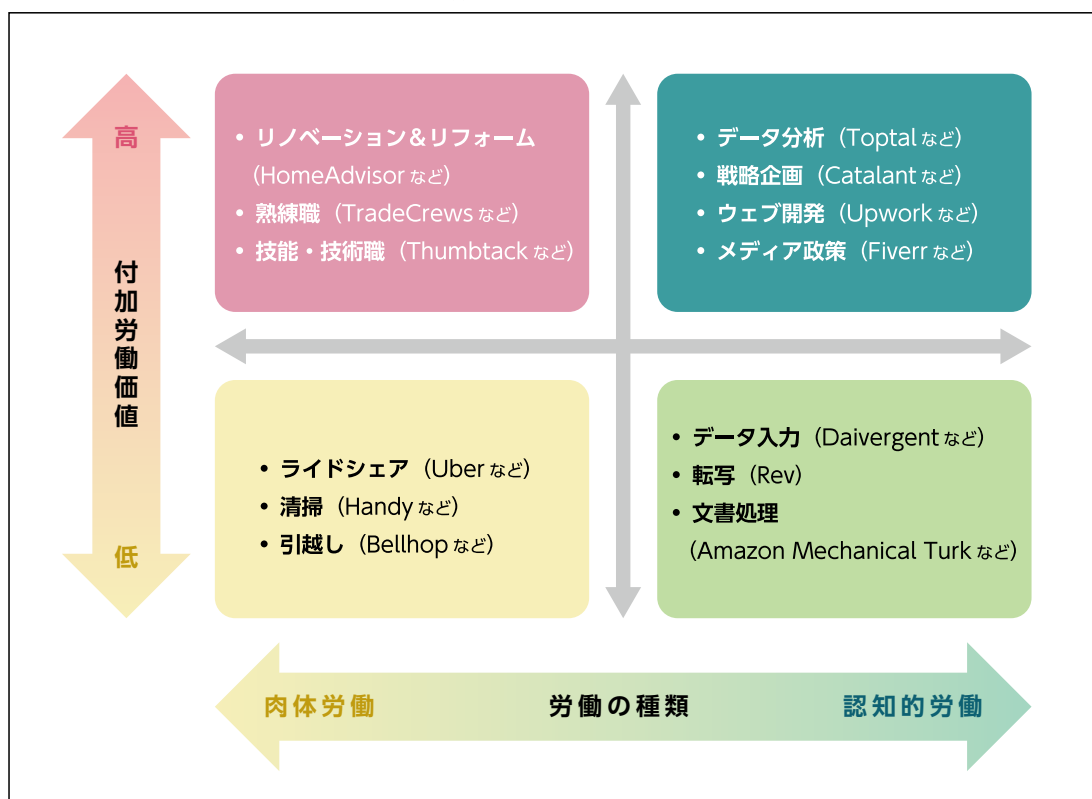 高
付加労働価値
低
• リノベーション＆リフォーム
（HomeAdvisor など）
• 熟練職（TradeCrews など）
• 技能・技術職（Thumbtack など）
• データ分析（Toptal など）
• 戦略企画（Catalant など）
• ウェブ開発（Upwork など）
• メディア政策（Fiverr など）
• ライドシェア（Uber など）
• 清掃（Handy など）
• 引越し（Bellhop など）
• データ入力（Daivergent など）
• 転写（Rev）
• 文書処理
（Amazon Mechanical Turk など）
肉体労働 労働の種類 認知的労働